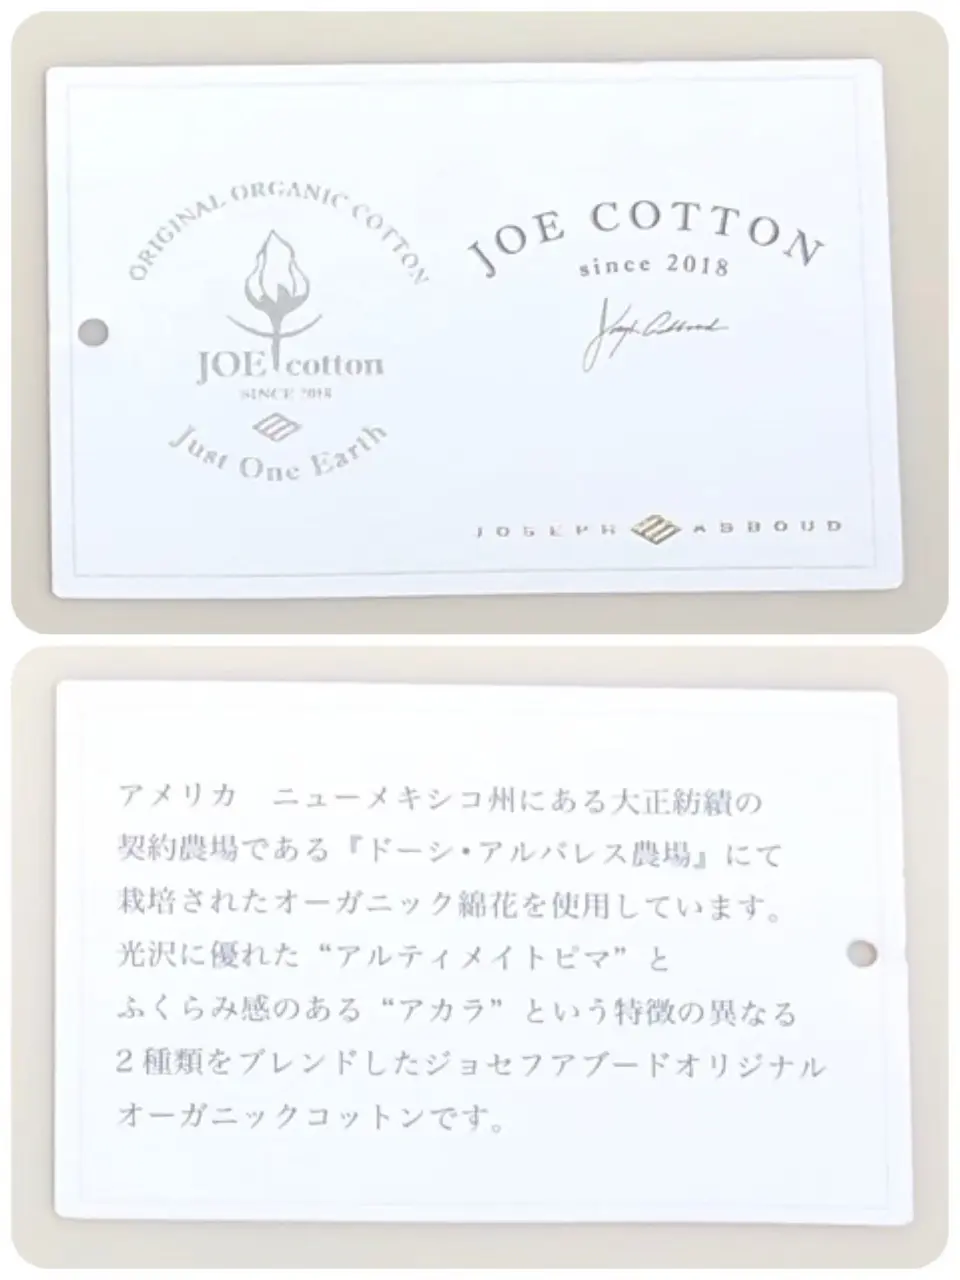 ORIGINAL ORGANIC COTTON
JOE cotton
SINCE 2018
Just One Earth
JOE COTTON
since 2018
Joseph Abboud
JOSEPH ABBOUD
アメリカ　ニューメキシコ州にある大正紡績の
契約農場である『ドーシ・アルバレス農場』にて
栽培されたオーガニック綿花を使用しています。
光沢に優れた“アルティメイトピマ”と
ふくらみ感のある“アカラ”という特徴の異なる
2種類をブレンドしたジョセフアブードオリジナル
オーガニックコットンです。